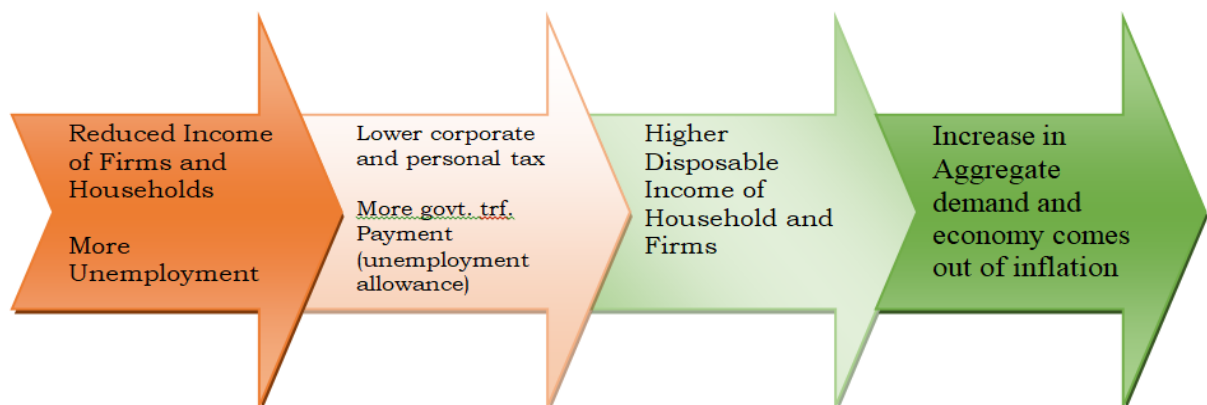 Reduced Income
of Firms and
Households
More
Unemployment
Lower corporate
and personal tax
More govt. trf.
Payment
(unemployment
allowance)
Higher
Disposable
Income of
Household and
Firms
Increase in
Aggregate
demand and
economy comes
out of inflation